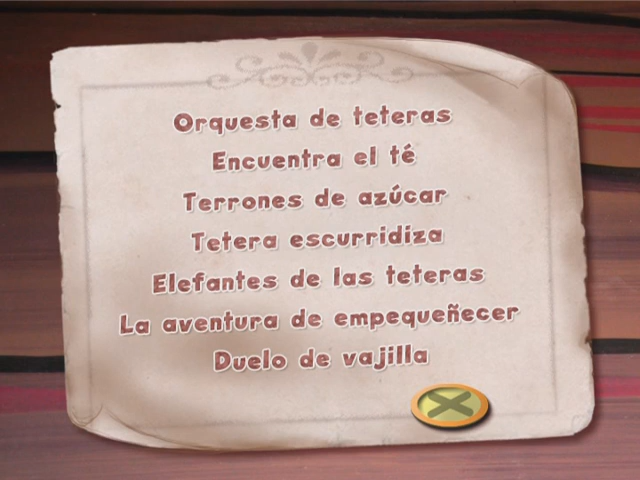 Orquesta de teteras
Encuentra el té
Terrones de azúcar
Tetera escurridiza
Elefantes de las teteras
La aventura de empequeñecer
Duelo de vajilla